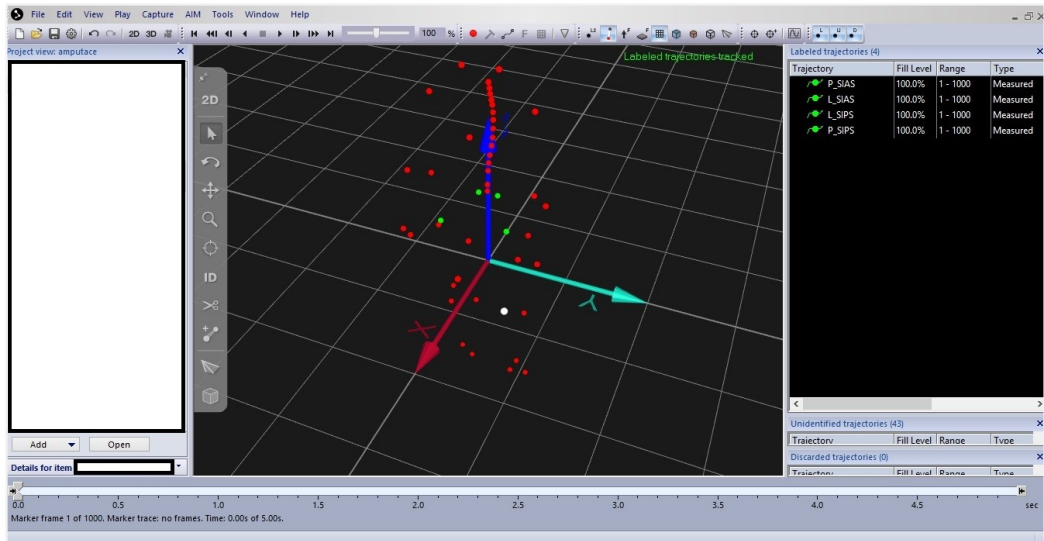 File Edit View Play Capture AIM Tools Window Help
2D 3D 100 % F
Project view: amputace
2D
ID
Add Open
Details for item
Labeled trajectories tracked
X
Y
Labeled trajectories (4)
Trajectory Fill Level Range Type
P_SIAS 100.0% 1 - 1000 Measured
L_SIAS 100.0% 1 - 1000 Measured
L_SIPS 100.0% 1 - 1000 Measured
P_SIPS 100.0% 1 - 1000 Measured
Unidentified trajectories (43)
Trajectory Fill Level Range Type
Discarded trajectories (0)
Trajectory Fill Level Range Type
0.0 0.5 1.0 1.5 2.0 2.5 3.0 3.5 4.0 4.5 sec
Marker frame 1 of 1000. Marker trace: no frames. Time: 0.00s of 5.00s.